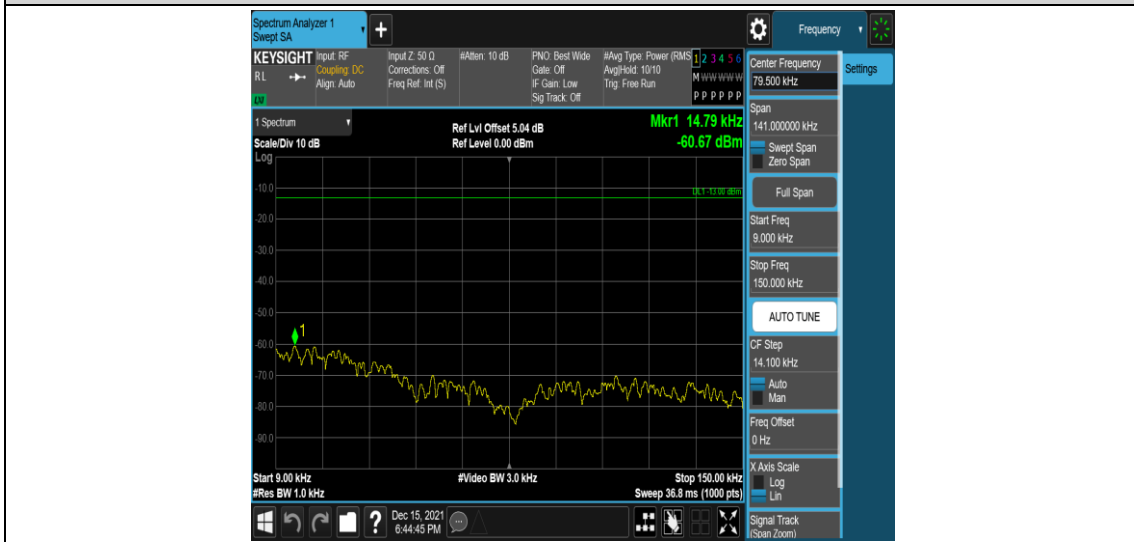 Spectrum Analyzer 1
Swept SA
+
Frequency
KEYSIGHT
RL
LXI
Input: RF
Coupling: DC
Align: Auto
Input Z: 50 Ω
Corrections: Off
Freq Ref: Int (S)
#Atten: 10 dB
PNO: Best Wide
Gate: Off
IF Gain: Low
Sig Track: Off
#Avg Type: Power (RMS
Avg|Hold: 10/10
Trig: Free Run
1 2 3 4 5 6
M W W W W W
P P P P P P
1 Spectrum
Scale/Div 10 dB
Log
Ref Lvl Offset 5.04 dB
Ref Level 0.00 dBm
Mkr1 14.79 kHz
-60.67 dBm
DL1 -13.00 dBm
-10.0
-20.0
-30.0
-40.0
-50.0
1
-60.0
-70.0
-80.0
-90.0
Start 9.00 kHz
#Video BW 3.0 kHz
Stop 150.00 kHz
#Res BW 1.0 kHz
Sweep 36.8 ms (1000 pts)
?
Dec 15, 2021
6:44:45 PM
Center Frequency
79.500 kHz
Settings
Span
141.000000 kHz
Swept Span
Zero Span
Full Span
Start Freq
9.000 kHz
Stop Freq
150.000 kHz
AUTO TUNE
CF Step
14.100 kHz
Auto
Man
Freq Offset
0 Hz
X Axis Scale
Log
Lin
Signal Track
(Span Zoom)